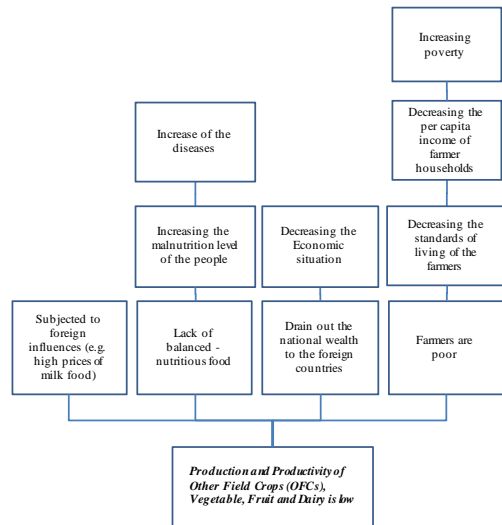 Increasing
poverty
Decreasing the
per capita
income of
farmer
households
Increase of the
diseases
Increasing the
malnutrition level
of the people
Decreasing the
Economic
situation
Decreasing the
standards of
living of the
farmers
Subjected to
foreign
influences (e.g.
high prices of
milk food)
Lack of
balanced -
nutritious food
Drain out the
national wealth
to the foreign
countries
Farmers are
poor
Production and Productivity of
Other Field Crops (OFCs),
Vegetable, Fruit and Dairy is low